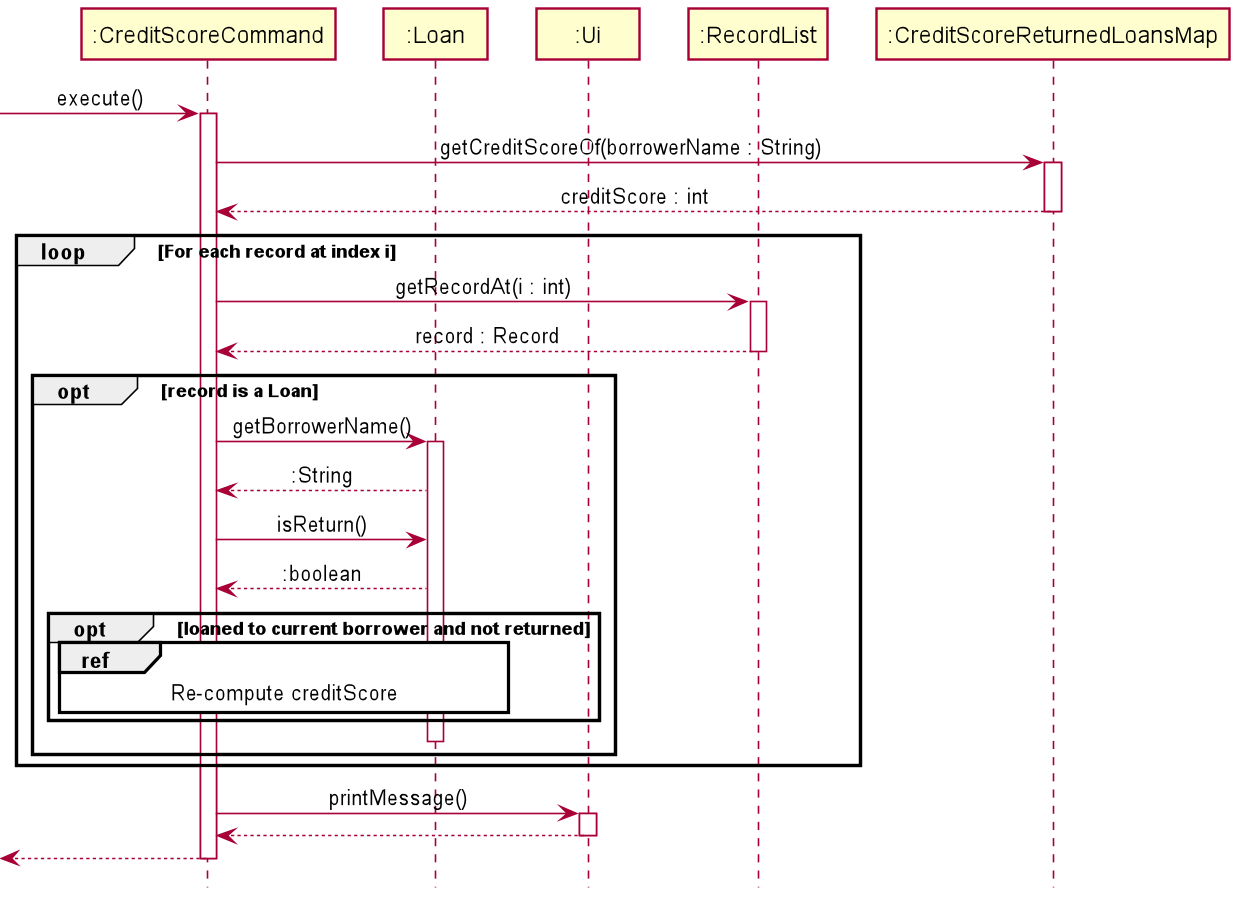 :CreditScoreCommand :Loan :Ui :RecordList :CreditScoreReturnedLoansMap
execute()
getCreditScoreOf(borrowerName : String)
creditScore : int
loop [For each record at index i]
getRecordAt(i : int)
record : Record
opt [record is a Loan]
getBorrowerName()
:String
isReturn()
:boolean
opt [loaned to current borrower and not returned]
ref
Re-compute creditScore
printMessage()